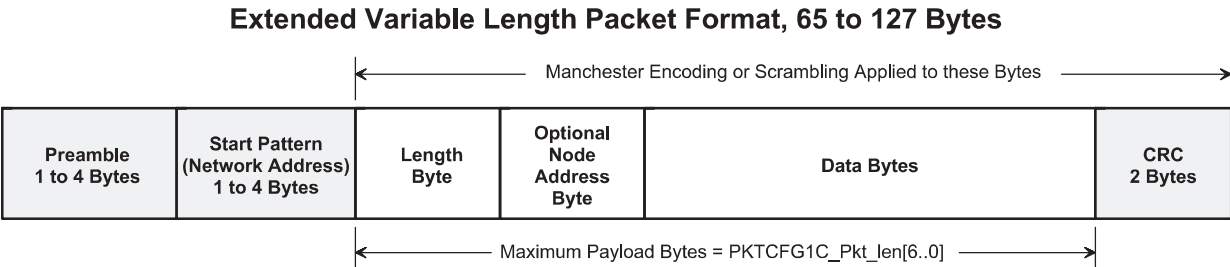 Extended Variable Length Packet Format, 65 to 127 Bytes
Manchester Encoding or Scrambling Applied to these Bytes
Preamble
1 to 4 Bytes
Start Pattern
(Network Address)
1 to 4 Bytes
Length
Byte
Optional
Node
Address
Byte
Data Bytes
CRC
2 Bytes
Maximum Payload Bytes = PKTCFG1C_Pkt_len[6..0]